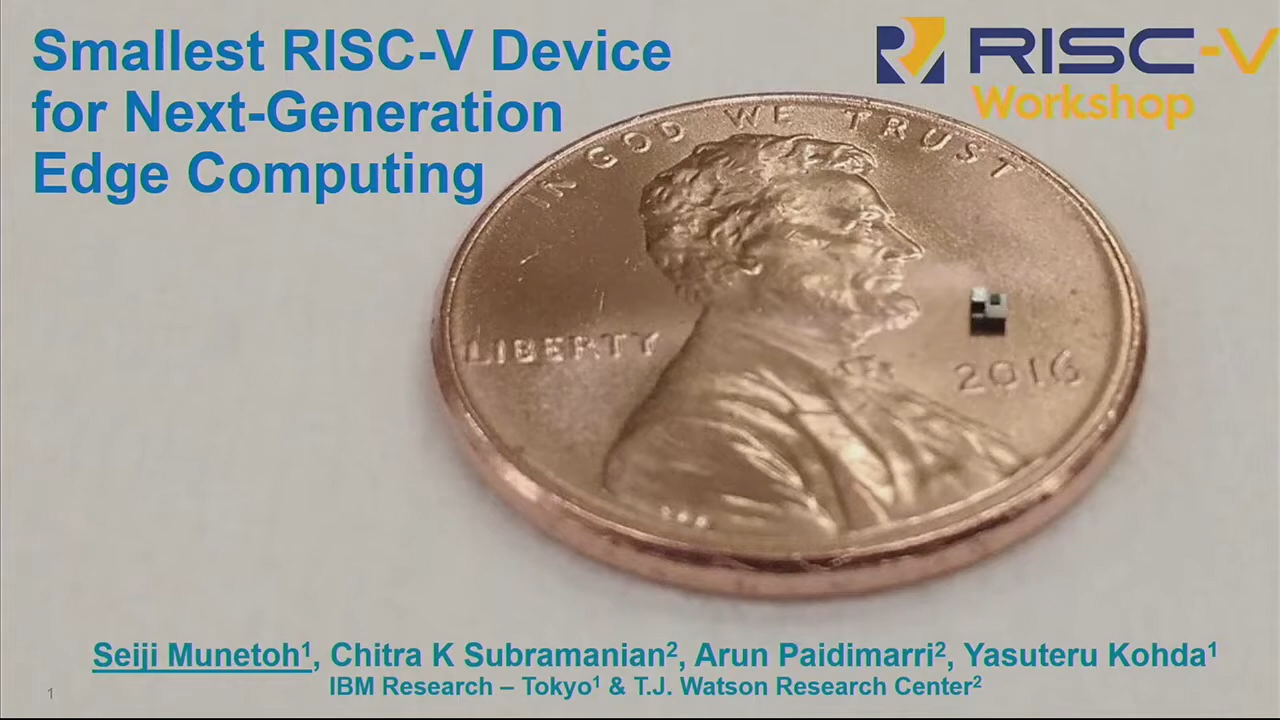 Smallest RISC-V Device
for Next-Generation
Edge Computing
RISC-V
Workshop
IN GOD WE TRUST
LIBERTY
2016
Seiji Munetoh¹, Chitra K Subramanian², Arun Paidimarri², Yasuteru Kohda¹
IBM Research – Tokyo¹ & T.J. Watson Research Center²
1